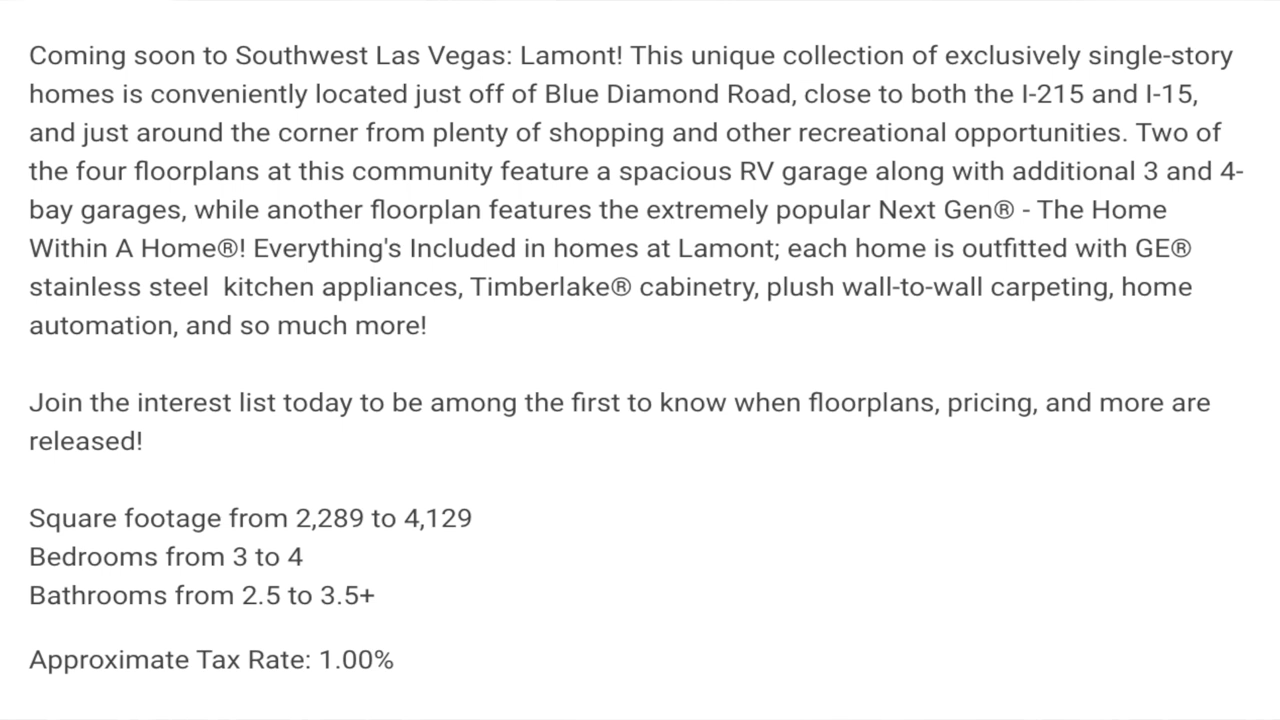 Coming soon to Southwest Las Vegas: Lamont! This unique collection of exclusively single-story
homes is conveniently located just off of Blue Diamond Road, close to both the I-215 and I-15,
and just around the corner from plenty of shopping and other recreational opportunities. Two of
the four floorplans at this community feature a spacious RV garage along with additional 3 and 4-
bay garages, while another floorplan features the extremely popular Next Gen® - The Home
Within A Home®! Everything's Included in homes at Lamont; each home is outfitted with GE®
stainless steel  kitchen appliances, Timberlake® cabinetry, plush wall-to-wall carpeting, home
automation, and so much more!
Join the interest list today to be among the first to know when floorplans, pricing, and more are
released!
Square footage from 2,289 to 4,129
Bedrooms from 3 to 4
Bathrooms from 2.5 to 3.5+
Approximate Tax Rate: 1.00%